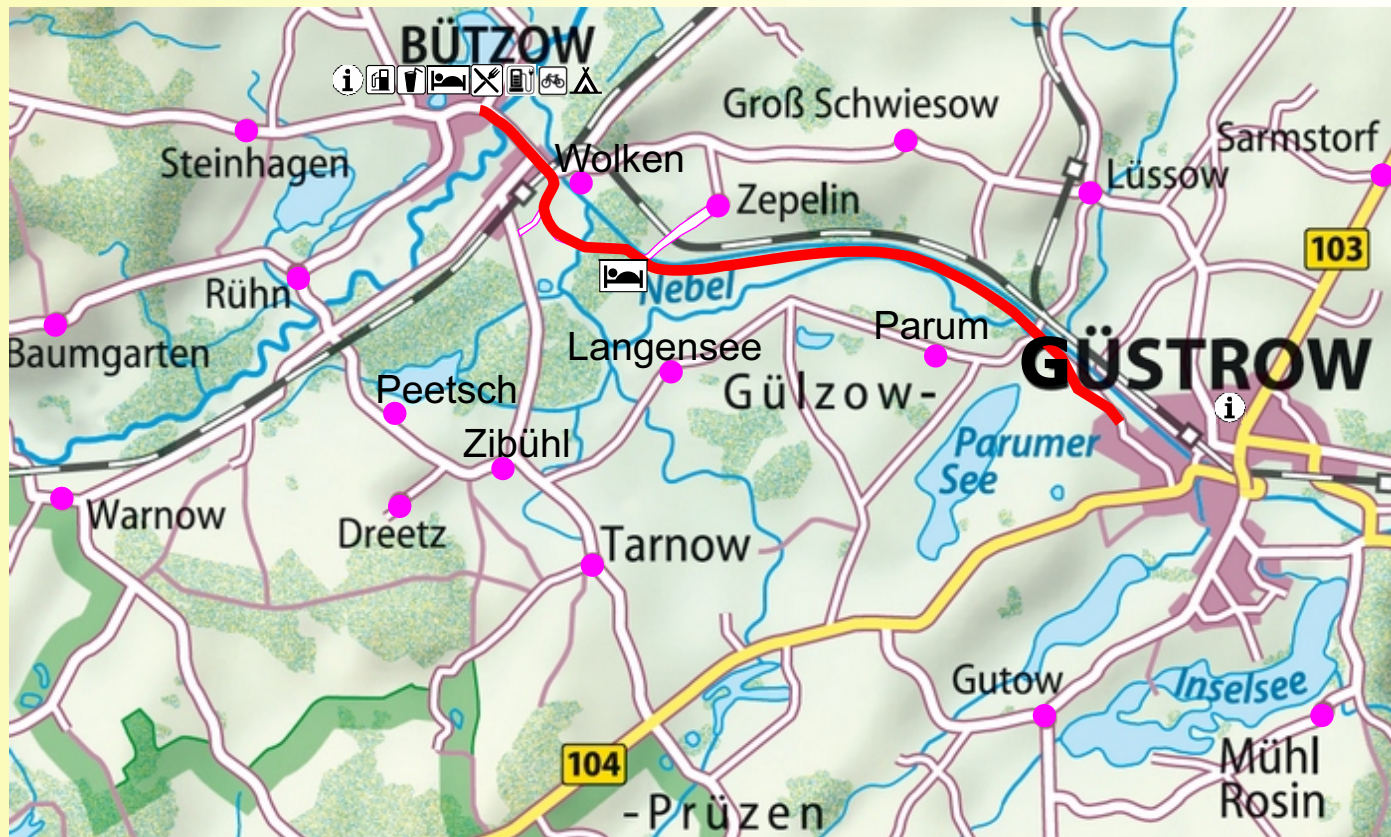 BÜTZOW
i
Groß Schwiesow
Sarmstorf
Steinhagen
Wolken
Lüssow
Zepelin
103
Rühn
Nebel
Baumgarten
Parum
Langensee
GÜSTROW
Peetsch
Gülzow-
i
Parumer
See
Zibühl
Warnow
Dreetz
Tarnow
Gutow
Inselsee
104
Mühl
Rosin
-Prüzen